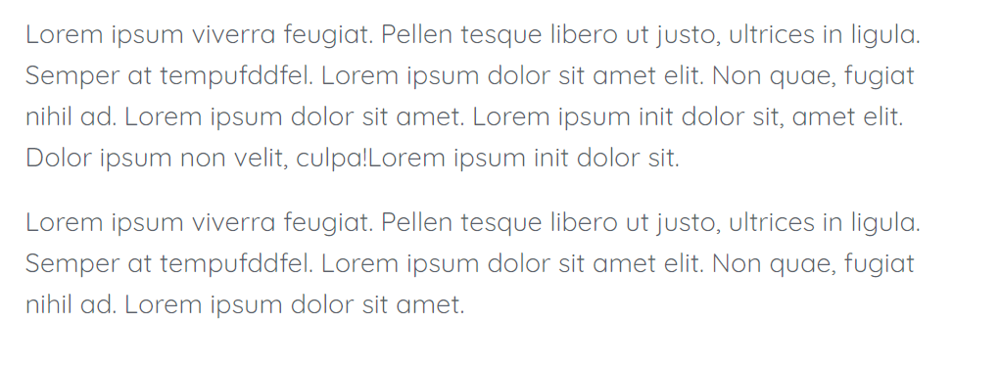 Lorem ipsum viverra feugiat. Pellen tesque libero ut justo, ultrices in ligula.
Semper at tempufddfel. Lorem ipsum dolor sit amet elit. Non quae, fugiat
nihil ad. Lorem ipsum dolor sit amet. Lorem ipsum init dolor sit, amet elit.
Dolor ipsum non velit, culpa!Lorem ipsum init dolor sit.
Lorem ipsum viverra feugiat. Pellen tesque libero ut justo, ultrices in ligula.
Semper at tempufddfel. Lorem ipsum dolor sit amet elit. Non quae, fugiat
nihil ad. Lorem ipsum dolor sit amet.